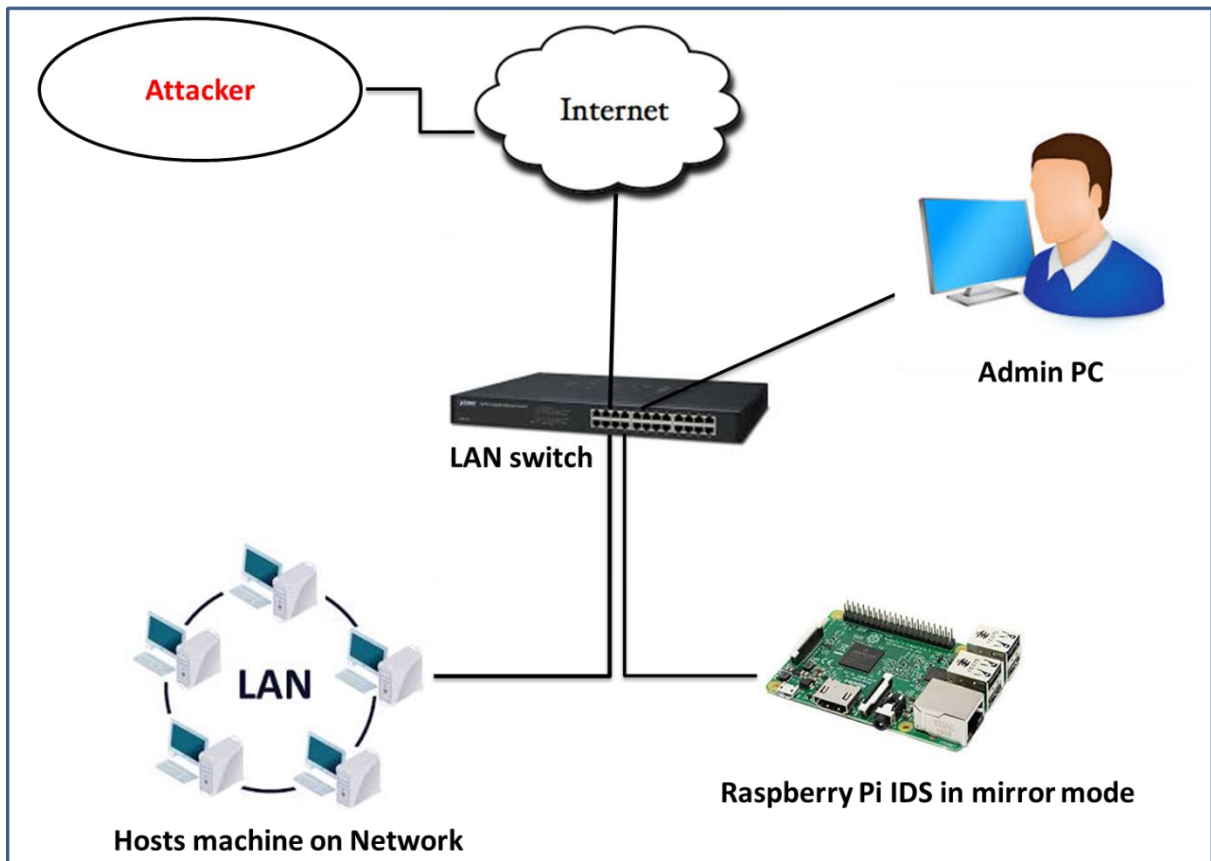 Attacker
Internet
Admin PC
LAN switch
LAN
Raspberry Pi IDS in mirror mode
Hosts machine on Network